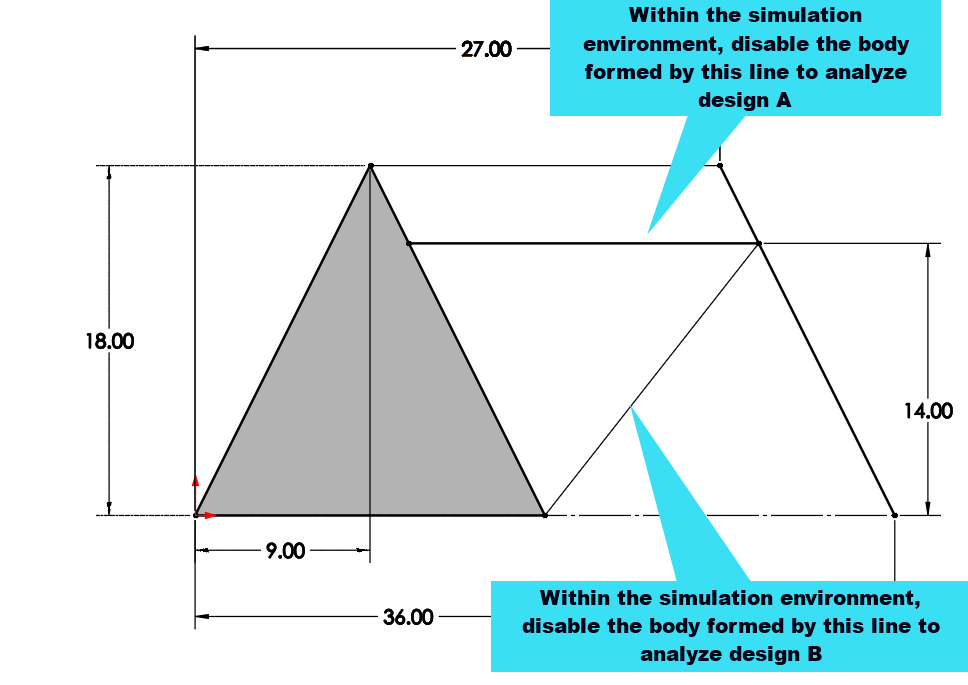 Within the simulation
environment, disable the body
formed by this line to analyze
design A
27.00
18.00
14.00
9.00
36.00
Within the simulation environment,
disable the body formed by this line to
analyze design B